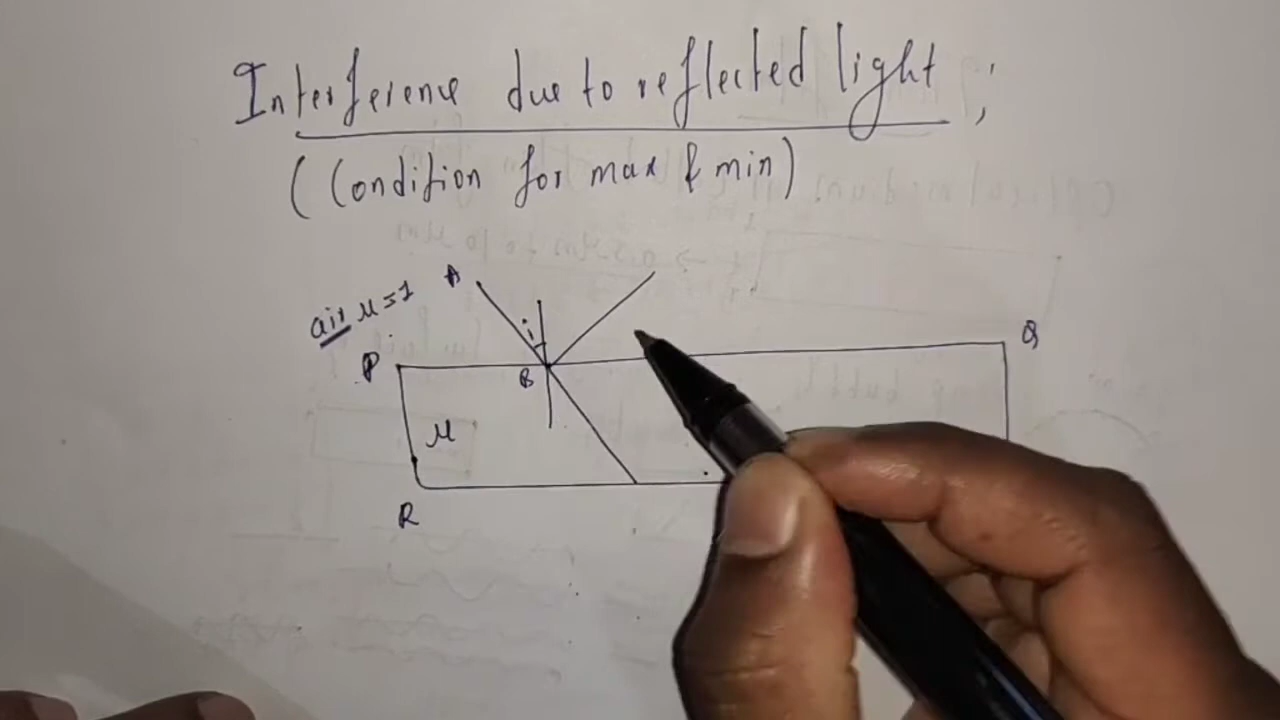 Interference due to reflected light ;
(Condition for max & min)
A
air μ=1
i
P
B
Q
μ
R